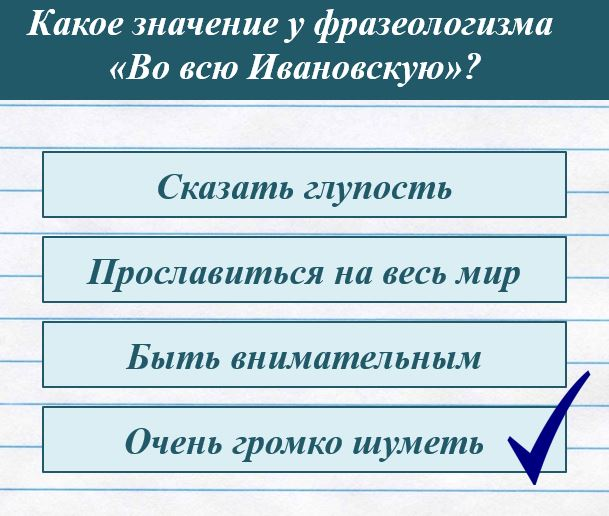 Какое значение у фразеологизма
«Во всю Ивановскую»?
Сказать глупость
Прославиться на весь мир
Быть внимательным
Очень громко шуметь